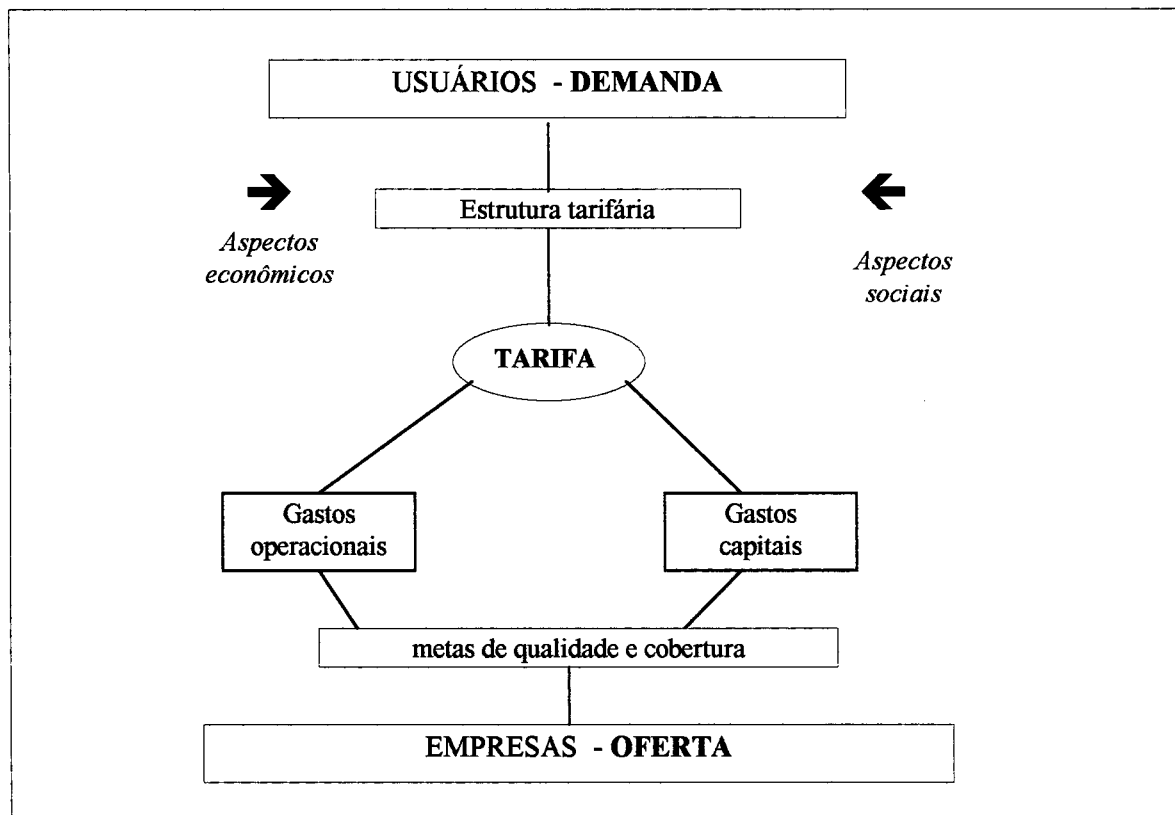 USUÁRIOS - DEMANDA
Estrutura tarifária
Aspectos
econômicos
Aspectos
sociais
TARIFA
Gastos
operacionais
Gastos
capitais
metas de qualidade e cobertura
EMPRESAS - OFERTA